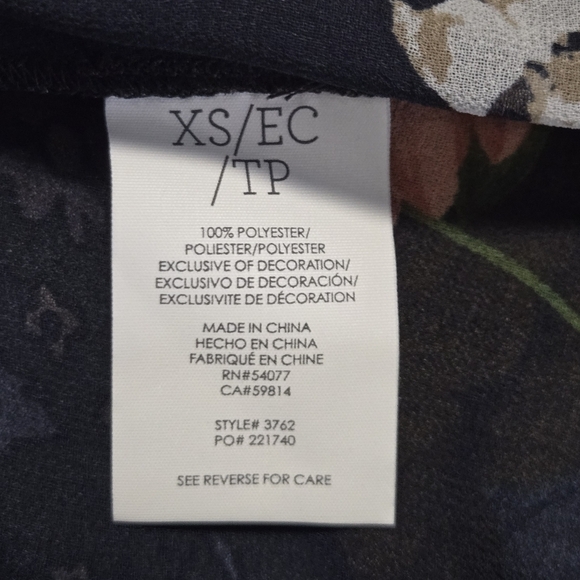 XS/EC
/TP
100% POLYESTER/
POLIESTER/POLYESTER
EXCLUSIVE OF DECORATION/
EXCLUSIVO DE DECORACIÓN/
EXCLUSIVITE DE DÉCORATION
MADE IN CHINA
HECHO EN CHINA
FABRIQUÉ EN CHINE
RN#54077
CA#59814
STYLE# 3762
PO# 221740
SEE REVERSE FOR CARE